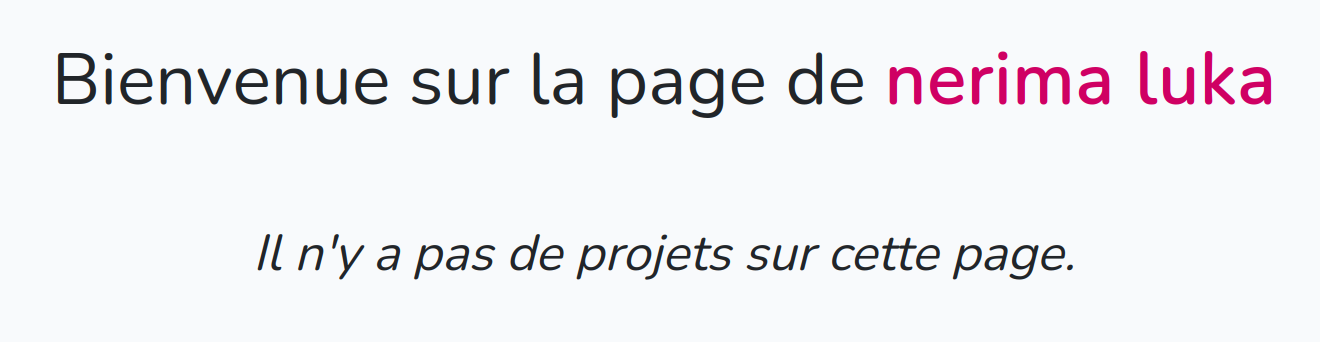 Bienvenue sur la page de nerima luka
Il n'y a pas de projets sur cette page.